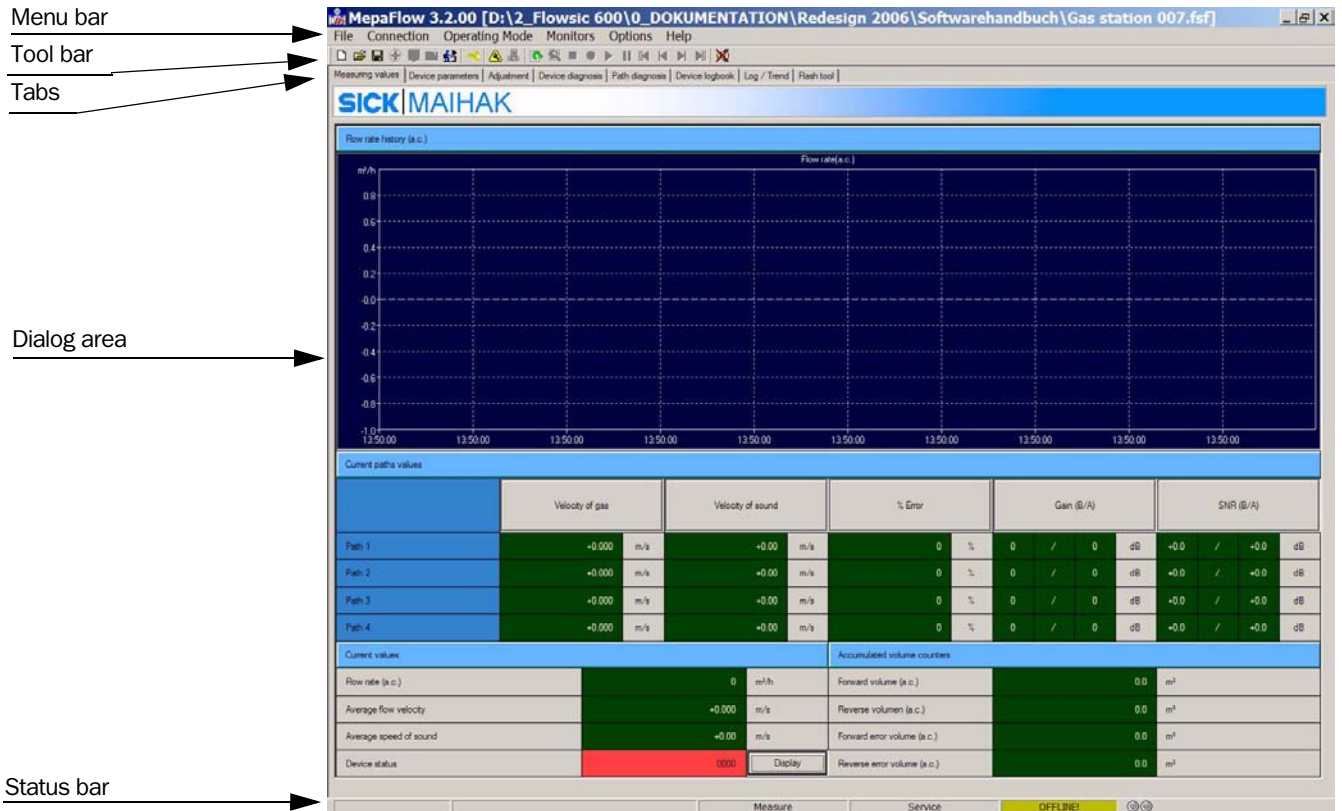 Menu bar
Tool bar
Tabs
Dialog area
Status bar
MepaFlow 3.2.00 [D:\2_Flowsic 600\0_DOKUMENTATION\Redesign 2006\Softwarehandbuch\Gas station 007.fsf]
File Connection Operating Mode Monitors Options Help
Measuring values Device parameters Adjustment Device diagnosis Path diagnosis Device logbook Log / Trend Flash tool
SICK MAIHAK
Flow rate history (a.c.)
Flow rate(a.c.)
m³/h
0.8
0.6
0.4
0.2
-0.0
-0.2
-0.4
-0.6
-0.8
-1.0
13:50:00 13:50:00 13:50:00 13:50:00 13:50:00 13:50:00 13:50:00 13:50:00 13:50:00 13:50:00
Current paths values
Velocity of gas Velocity of sound % Error Gain (B/A) SNR (B/A)
Path 1 +0.000 m/s +0.00 m/s 0 % 0 / 0 dB +0.0 / +0.0 dB
Path 2 +0.000 m/s +0.00 m/s 0 % 0 / 0 dB +0.0 / +0.0 dB
Path 3 +0.000 m/s +0.00 m/s 0 % 0 / 0 dB +0.0 / +0.0 dB
Path 4 +0.000 m/s +0.00 m/s 0 % 0 / 0 dB +0.0 / +0.0 dB
Current values Accumulated volume counters
Flow rate (a.c.) 0 m³/h Forward volume (a.c.) 0.0 m³
Average flow velocity +0.000 m/s Reverse volumen (a.c.) 0.0 m³
Average speed of sound +0.00 m/s Forward error volume (a.c.) 0.0 m³
Device status 0000 Display Reverse error volume (a.c.) 0.0 m³
Measure Service OFFLINE!